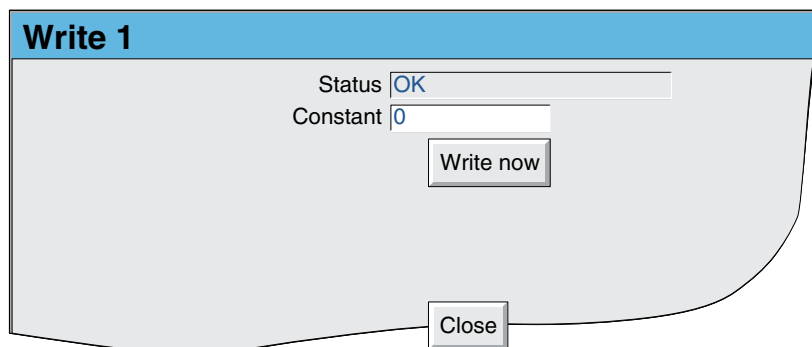 Write 1
Status OK
Constant 0
Write now
Close